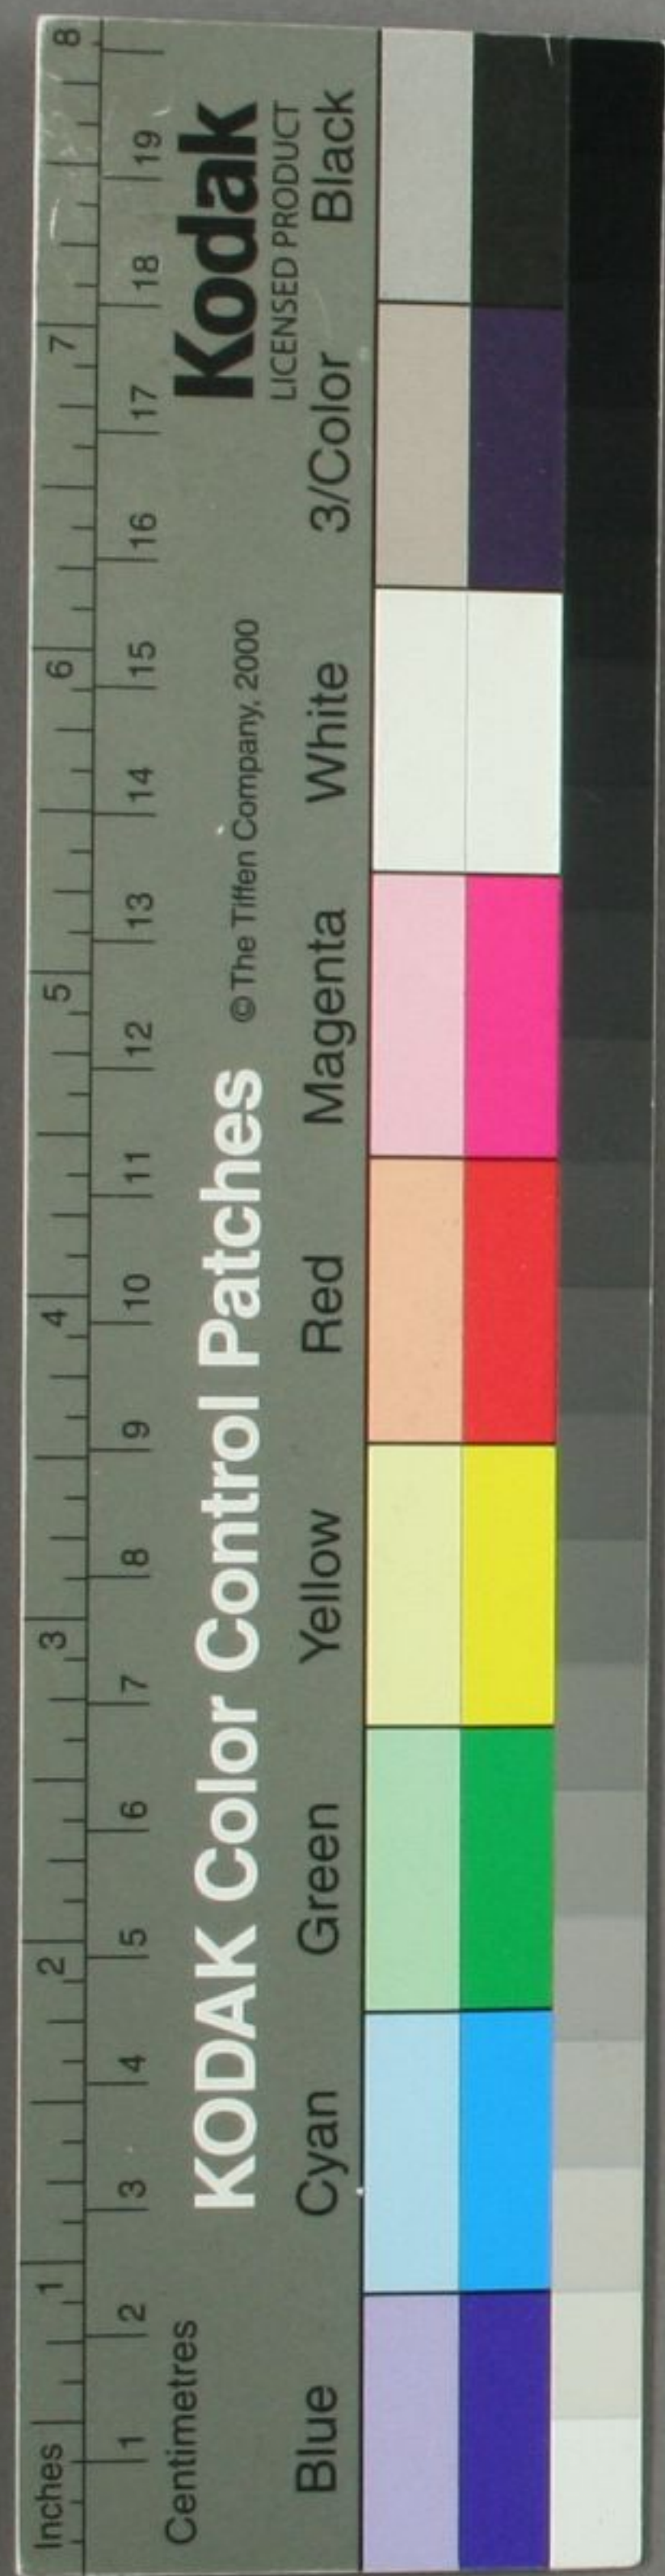 Inches 1 2 3 4 5 6 7 8
1 2 3 4 5 6 7 8 9 10 11 12 13 14 15 16 17 18 19
Centimetres
KODAK Color Control Patches © The Tiffen Company, 2000 Kodak
LICENSED PRODUCT
Blue Cyan Green Yellow Red Magenta White 3/Color Black